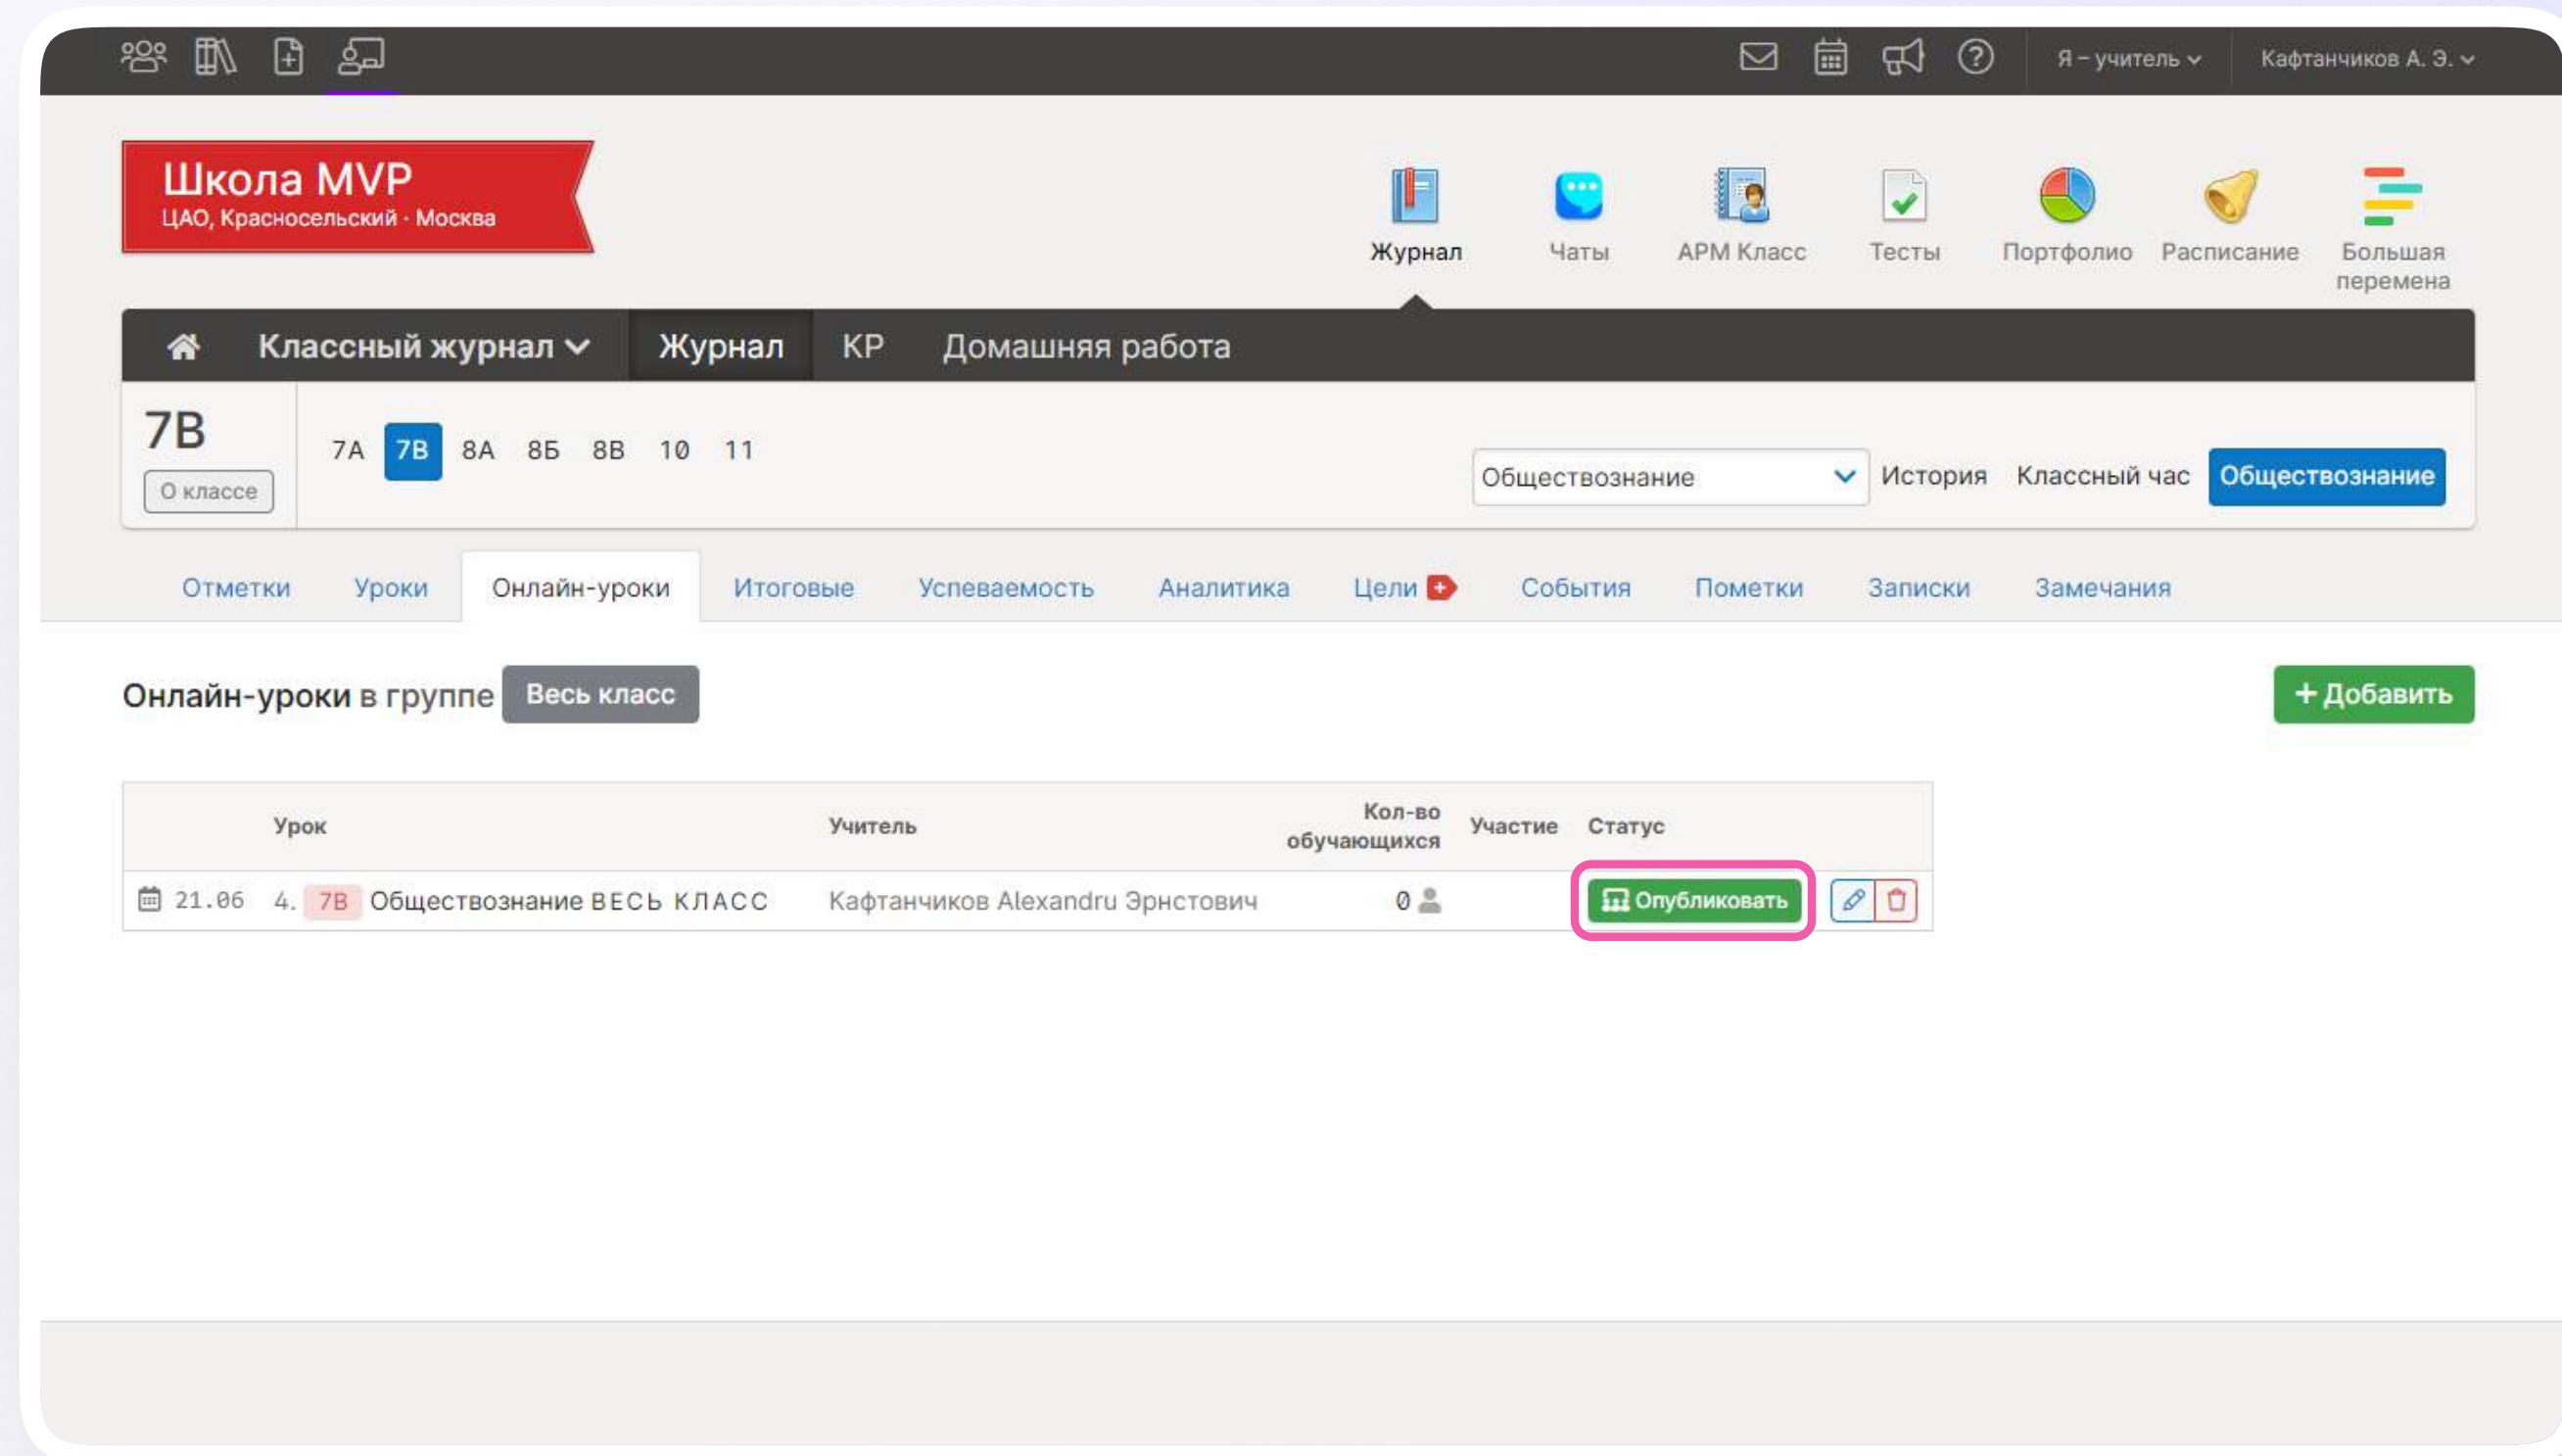 Я – учитель
Кафтанчиков А. Э.
Школа MVP
ЦАО, Красносельский · Москва
Журнал
Чаты
АРМ Класс
Тесты
Портфолио
Расписание
Большая
перемена
Классный журнал
Журнал
КР
Домашняя работа
7В
О классе
7А 7В 8А 8Б 8В 10 11
Обществознание
История
Классный час
Обществознание
Отметки
Уроки
Онлайн-уроки
Итоговые
Успеваемость
Аналитика
Цели
События
Пометки
Записки
Замечания
Онлайн-уроки в группе Весь класс
+ Добавить
Урок
Учитель
Кол-во
обучающихся
Участие
Статус
21.06 4. 7В Обществознание ВЕСЬ КЛАСС
Кафтанчиков Alexandru Эрнстович
0
Опубликовать